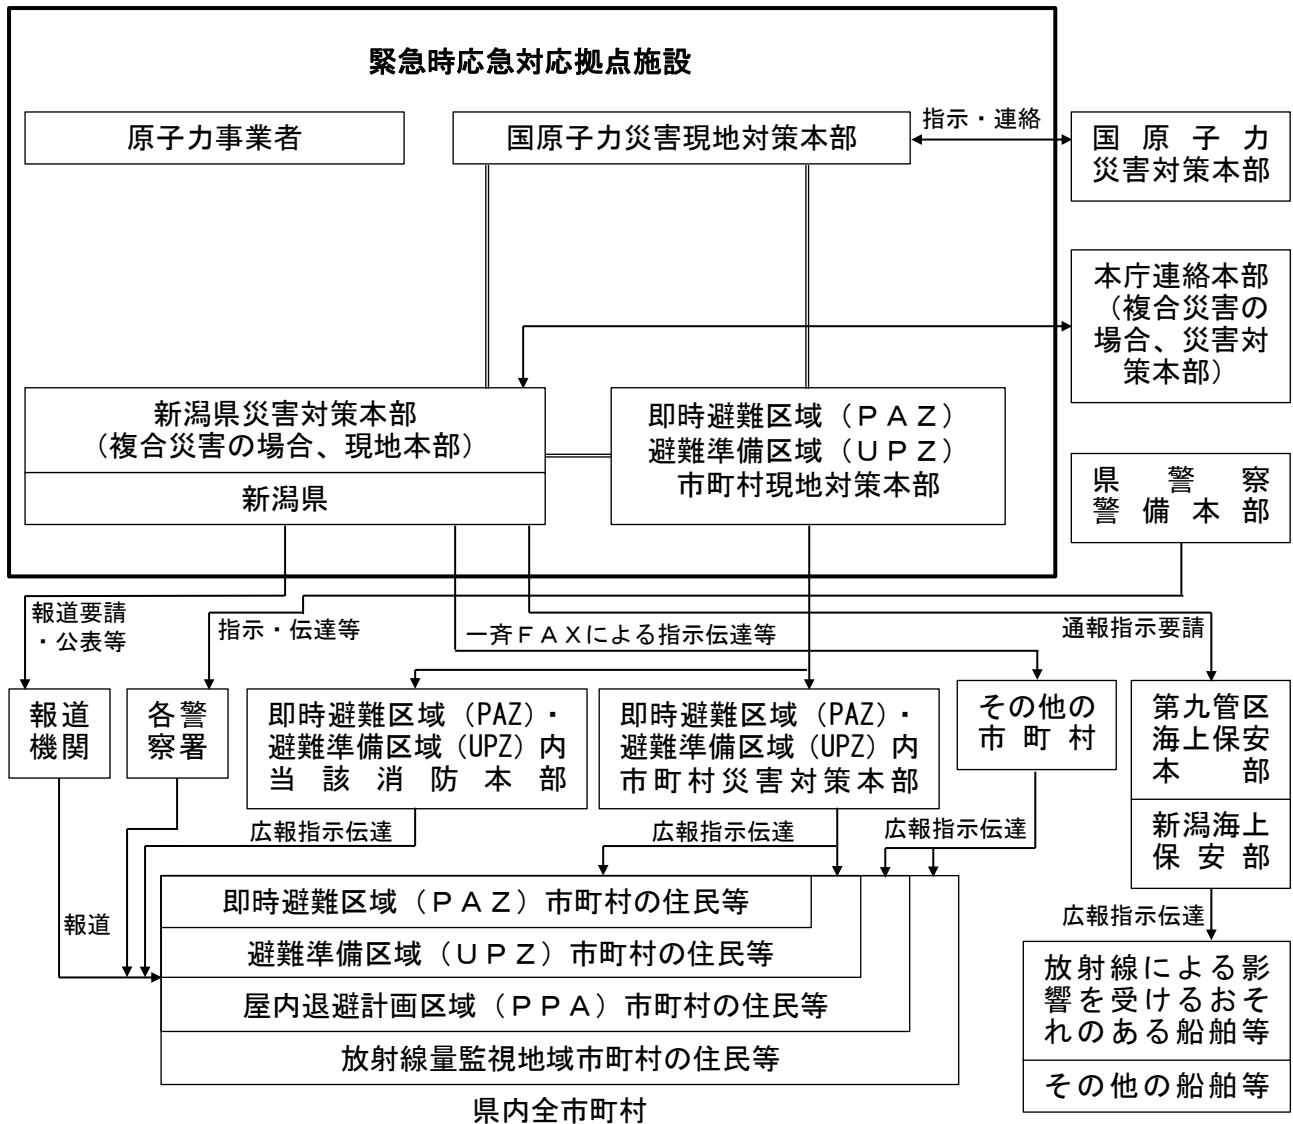 緊急時応急対応拠点施設
原子力事業者
国原子力災害現地対策本部
指示・連絡
国原子力
災害対策本部
本庁連絡本部
（複合災害の
場合、災害対
策本部）
新潟県災害対策本部
（複合災害の場合、現地本部）
新潟県
即時避難区域（ＰＡＺ）
避難準備区域（ＵＰＺ）
市町村現地対策本部
県警察
警備本部
報道要請
・公表等
指示・伝達等
一斉ＦＡＸによる指示伝達等
通報指示要請
報道
機関
各警
察署
即時避難区域（PAZ）・
避難準備区域（UPZ）内
当該消防本部
即時避難区域（PAZ）・
避難準備区域（UPZ）内
市町村災害対策本部
その他の
市町村
第九管区
海上保安
本部
新潟海上
保安部
広報指示伝達
広報指示伝達
広報指示伝達
報道
即時避難区域（ＰＡＺ）市町村の住民等
避難準備区域（ＵＰＺ）市町村の住民等
屋内退避計画区域（ＰＰＡ）市町村の住民等
放射線量監視地域市町村の住民等
県内全市町村
広報指示伝達
放射線による影
響を受けるおそ
れのある船舶等
その他の船舶等